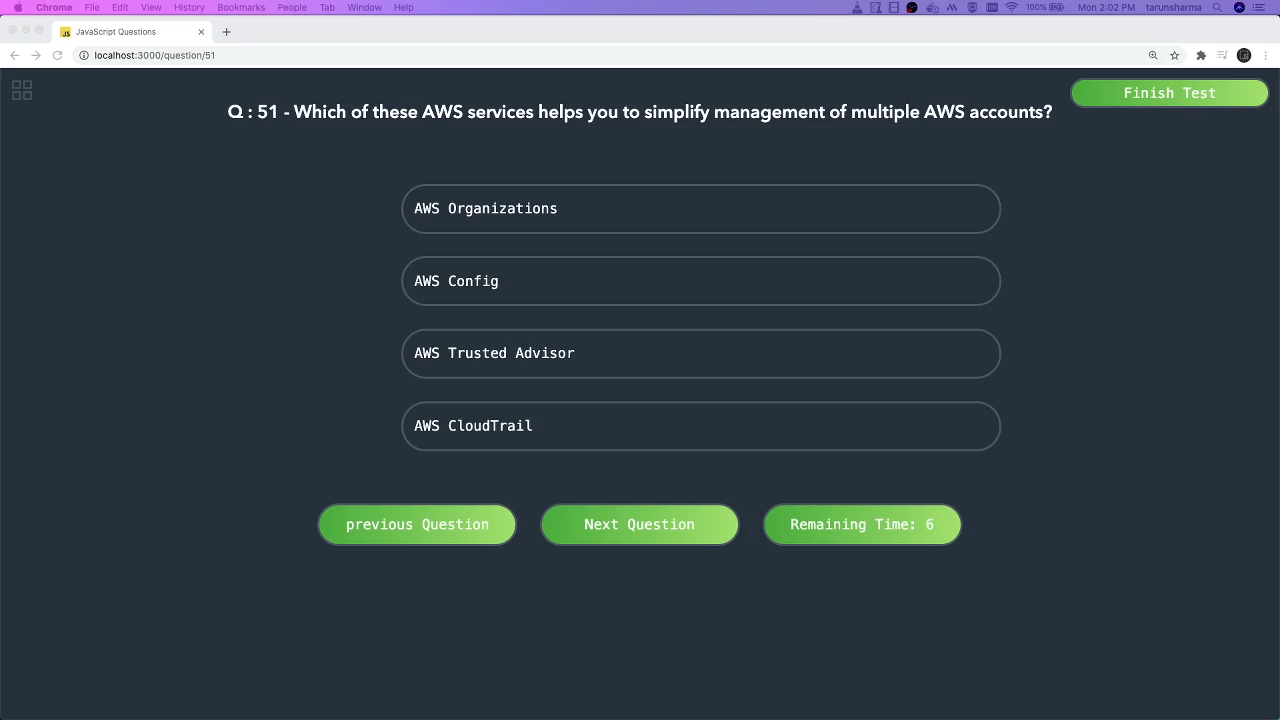 Chrome File Edit View History Bookmarks People Tab Window Help 100% Mon 2:02 PM tarunsharma
JavaScript Questions
localhost:3000/question/51
Finish Test
Q : 51 - Which of these AWS services helps you to simplify management of multiple AWS accounts?
AWS Organizations
AWS Config
AWS Trusted Advisor
AWS CloudTrail
previous Question Next Question Remaining Time: 6